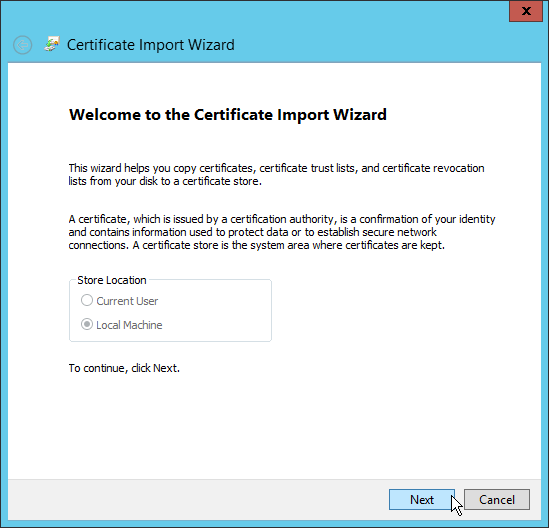 x
Certificate Import Wizard
Welcome to the Certificate Import Wizard
This wizard helps you copy certificates, certificate trust lists, and certificate revocation
lists from your disk to a certificate store.
A certificate, which is issued by a certification authority, is a confirmation of your identity
and contains information used to protect data or to establish secure network
connections. A certificate store is the system area where certificates are kept.
Store Location
Current User
Local Machine
To continue, click Next.
Next
Cancel